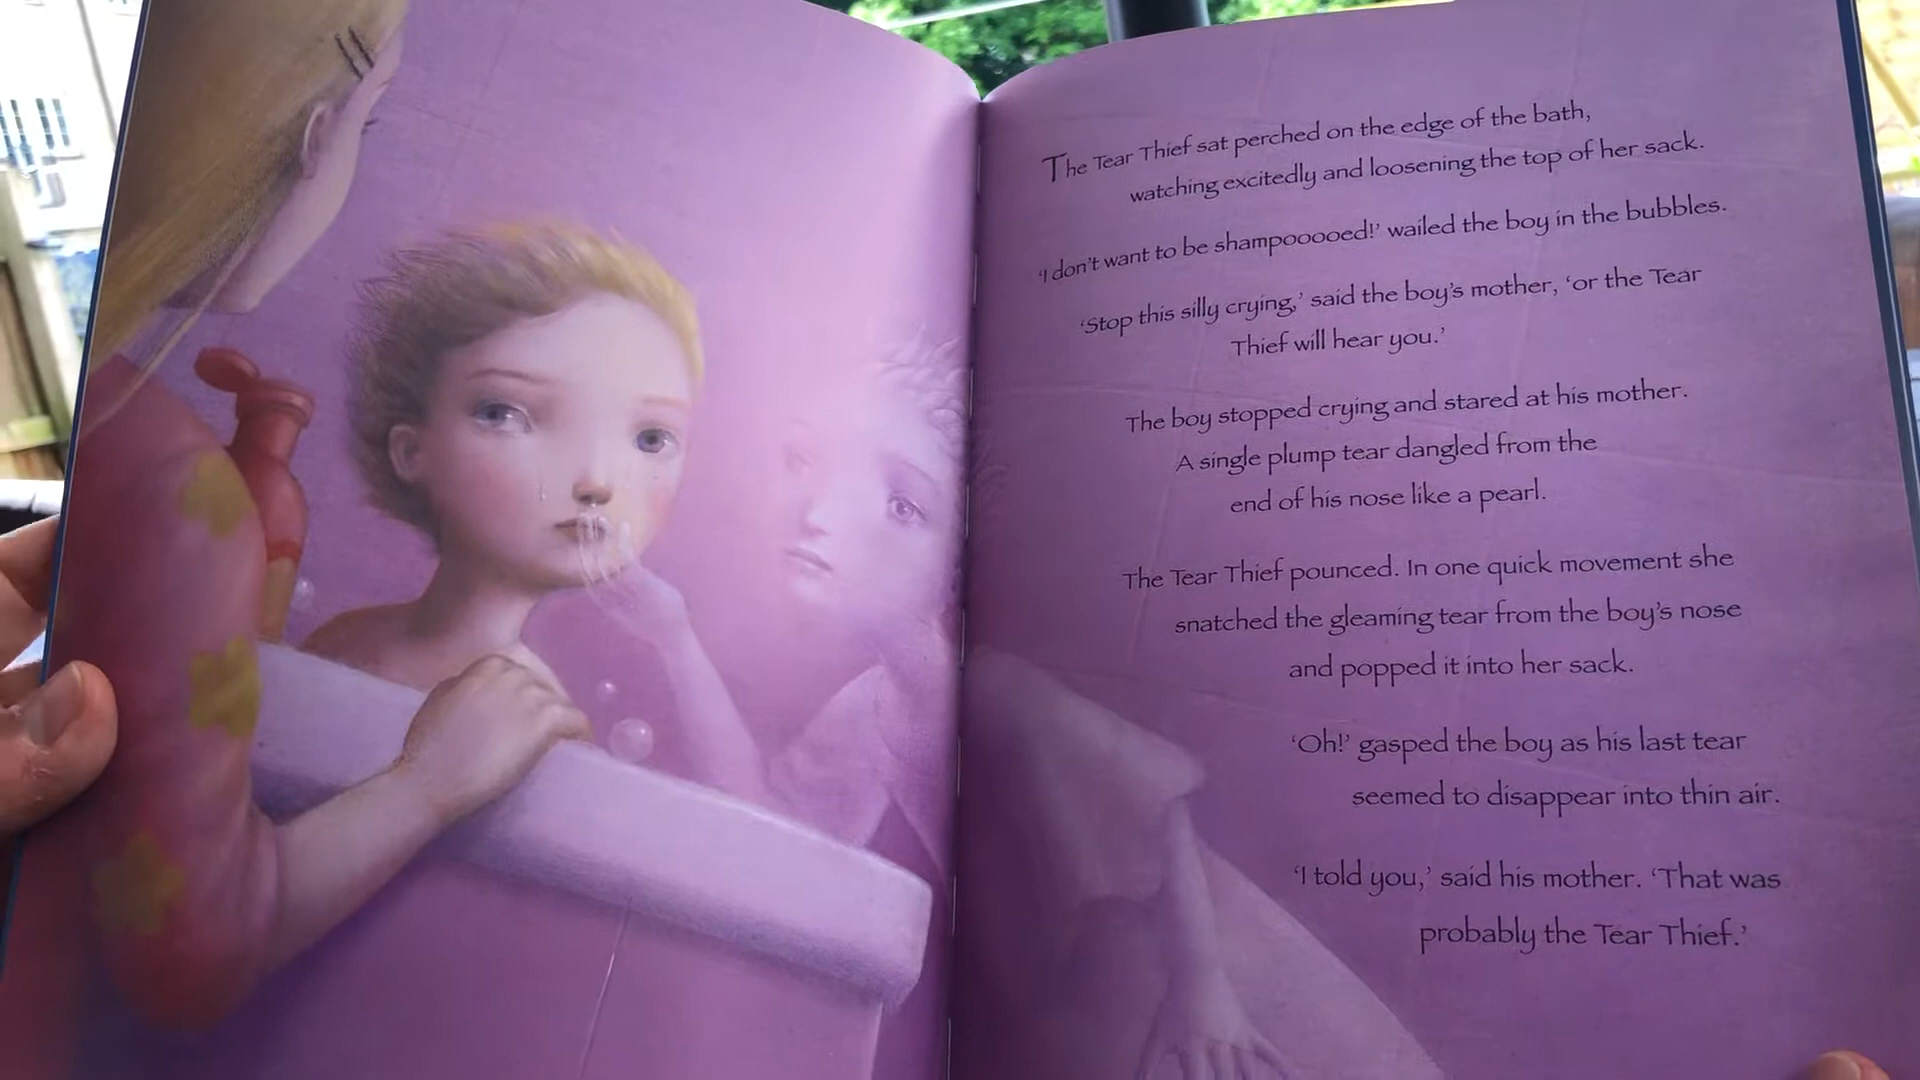 The Tear Thief sat perched on the edge of the bath,
watching excitedly and loosening the top of her sack.
‘I don’t want to be shampooooed!’ wailed the boy in the bubbles.
‘Stop this silly crying,’ said the boy’s mother, ‘or the Tear
Thief will hear you.’
The boy stopped crying and stared at his mother.
A single plump tear dangled from the
end of his nose like a pearl.
The Tear Thief pounced. In one quick movement she
snatched the gleaming tear from the boy’s nose
and popped it into her sack.
‘Oh!’ gasped the boy as his last tear
seemed to disappear into thin air.
‘I told you,’ said his mother. ‘That was
probably the Tear Thief.’